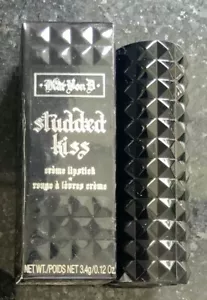 Kat Von D
studded
kiss
crème lipstick
rouge à lèvres crème
NET WT./POIDS NET 3.4g/0.12 Oz.